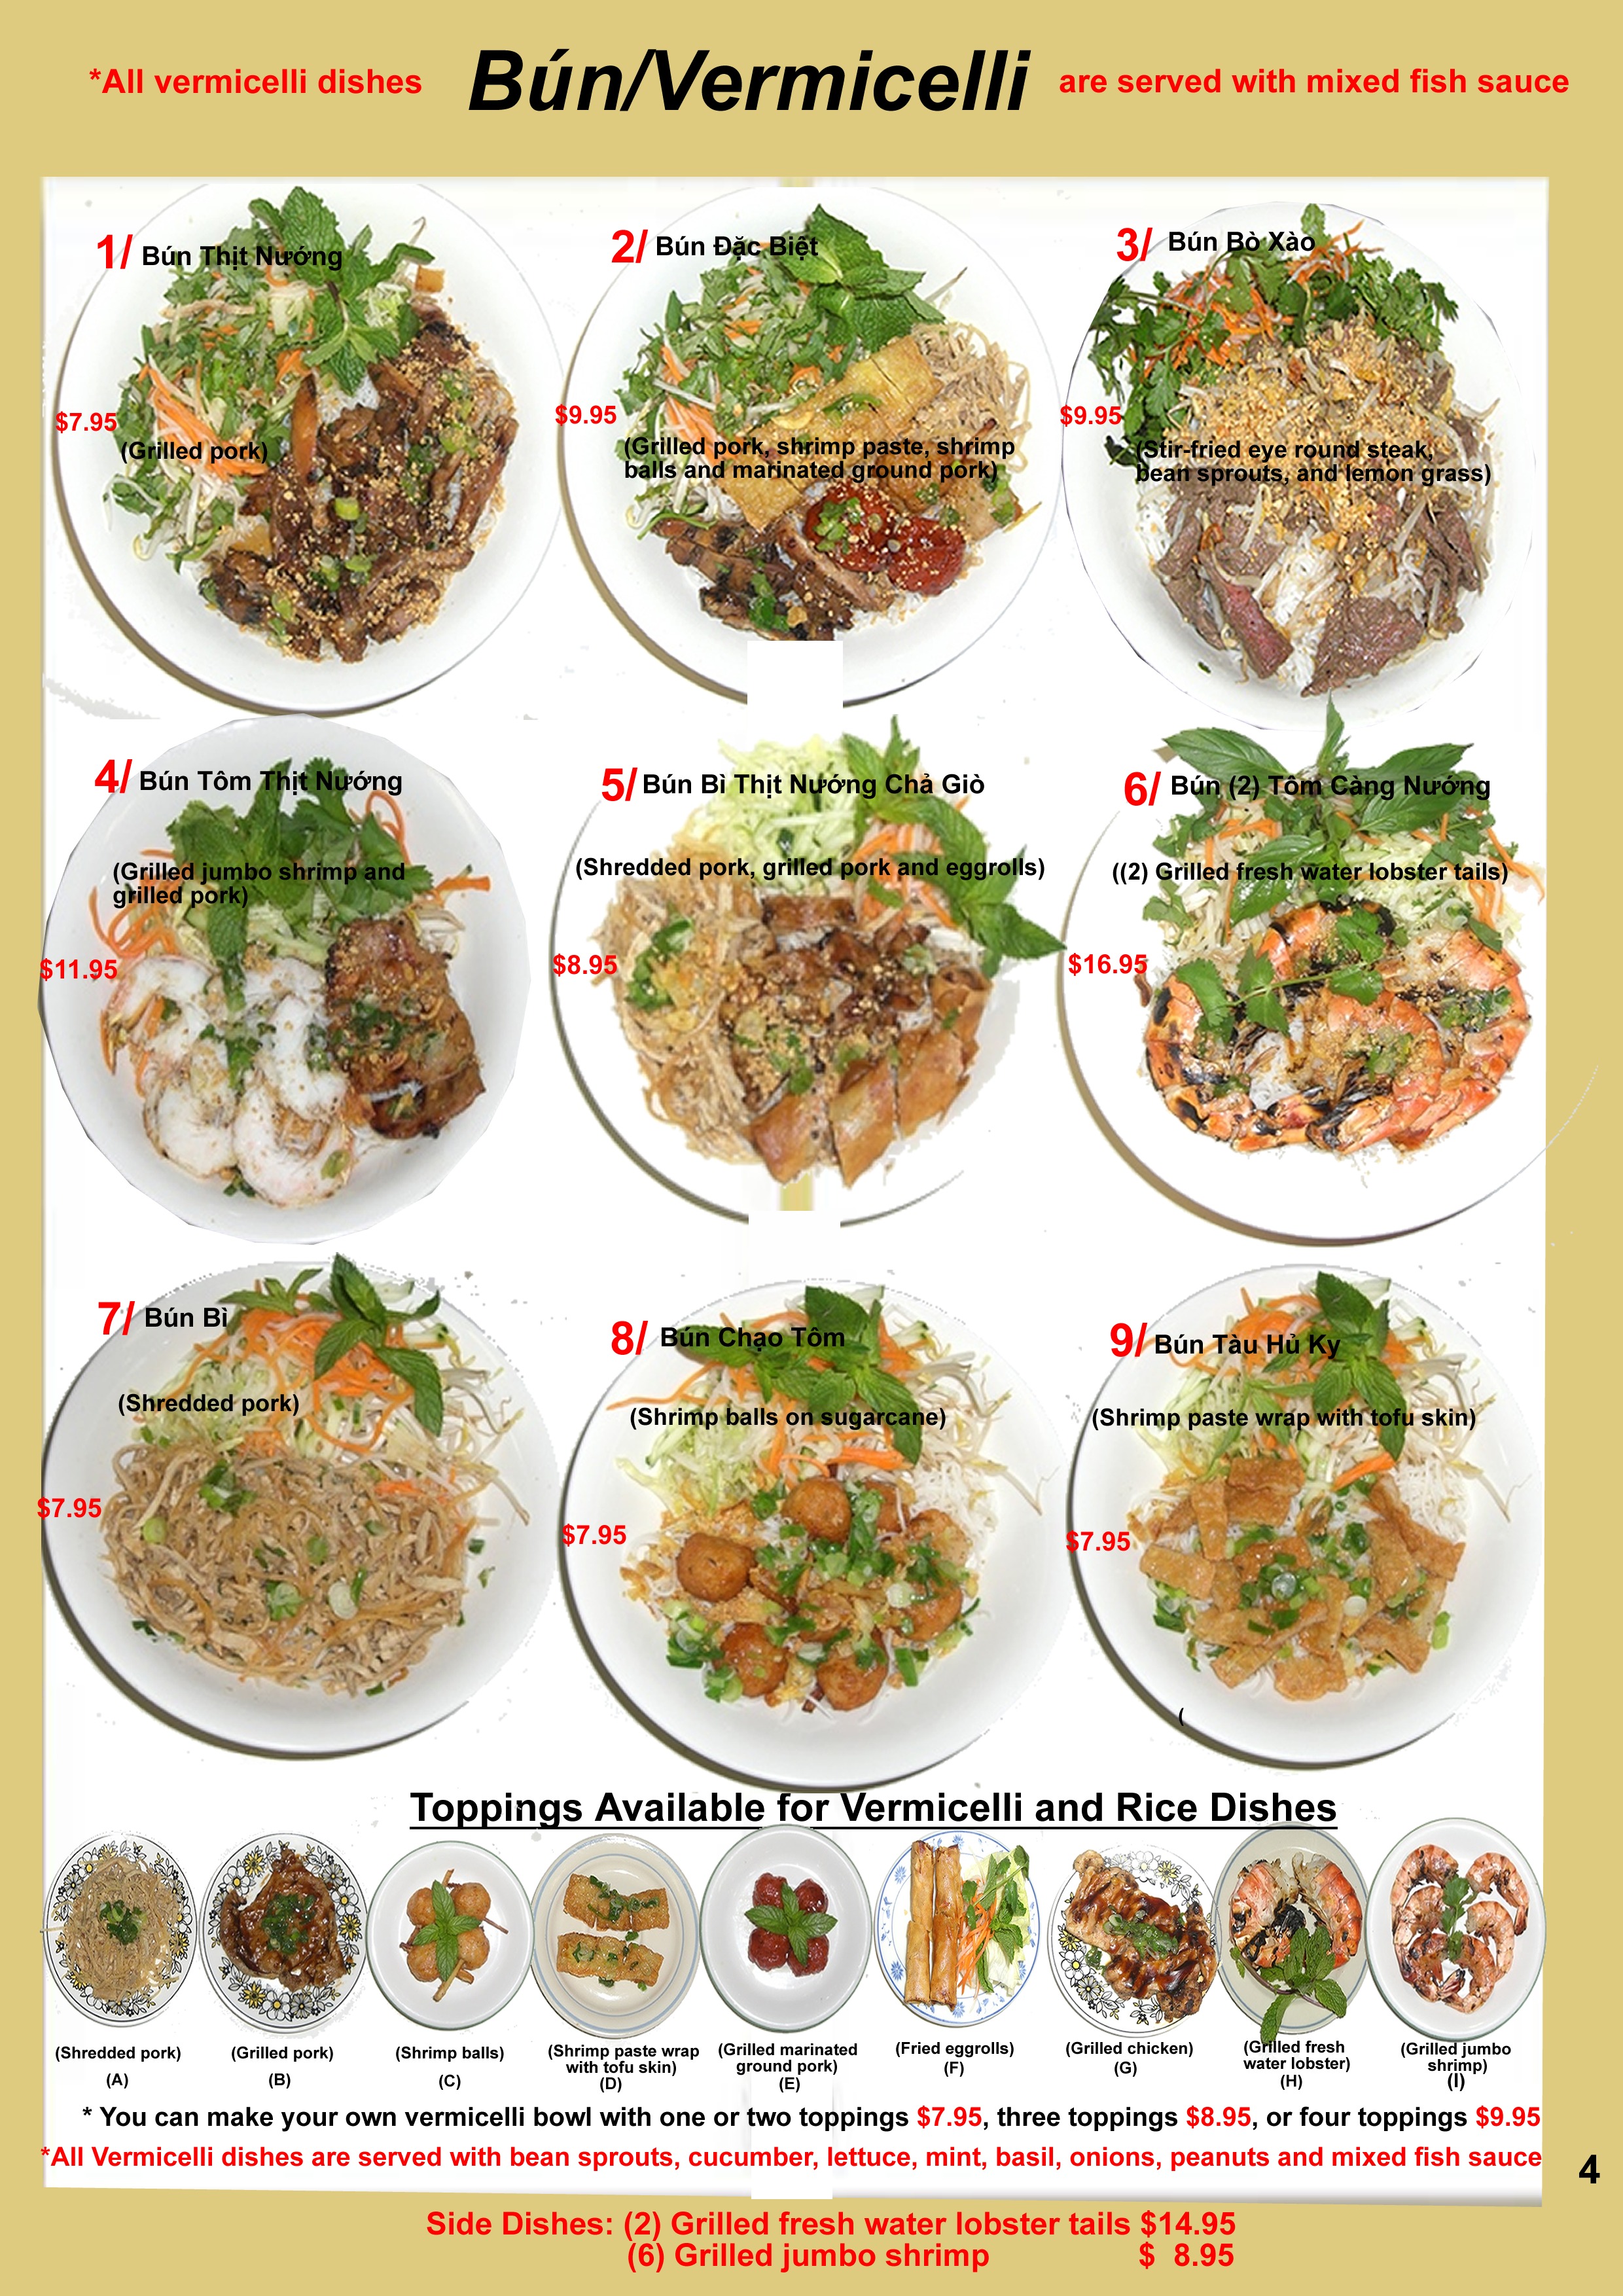 *All vermicelli dishes Bún/Vermicelli are served with mixed fish sauce
1/ Bún Thịt Nướng
$7.95
(Grilled pork)
2/ Bún Đặc Biệt
$9.95
(Grilled pork, shrimp paste, shrimp
balls and marinated ground pork)
3/ Bún Bò Xào
$9.95
(Stir-fried eye round steak,
bean sprouts, and lemon grass)
4/ Bún Tôm Thịt Nướng
(Grilled jumbo shrimp and
grilled pork)
$11.95
5/ Bún Bì Thịt Nướng Chả Giò
(Shredded pork, grilled pork and eggrolls)
$8.95
6/ Bún (2) Tôm Càng Nướng
((2) Grilled fresh water lobster tails)
$16.95
7/ Bún Bì
(Shredded pork)
$7.95
8/ Bún Chạo Tôm
(Shrimp balls on sugarcane)
$7.95
9/ Bún Tàu Hủ Ky
(Shrimp paste wrap with tofu skin)
$7.95
(
Toppings Available for Vermicelli and Rice Dishes
(Shredded pork)
(A)
(Grilled pork)
(B)
(Shrimp balls)
(C)
(Shrimp paste wrap
with tofu skin)
(D)
(Grilled marinated
ground pork)
(E)
(Fried eggrolls)
(F)
(Grilled chicken)
(G)
(Grilled fresh
water lobster)
(H)
(Grilled jumbo
shrimp)
(I)
* You can make your own vermicelli bowl with one or two toppings $7.95, three toppings $8.95, or four toppings $9.95
*All Vermicelli dishes are served with bean sprouts, cucumber, lettuce, mint, basil, onions, peanuts and mixed fish sauce
4
Side Dishes: (2) Grilled fresh water lobster tails $14.95
(6) Grilled jumbo shrimp $ 8.95